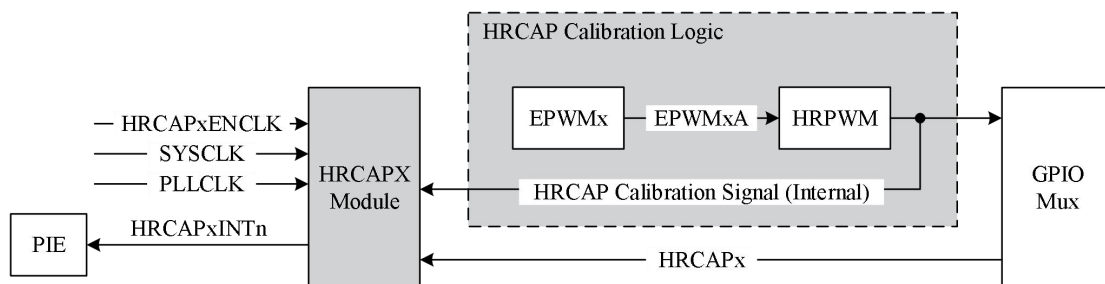 HRCAP Calibration Logic
EPWMx
EPWMxA
HRPWM
HRCAPxENCLK
SYSCLK
PLLCLK
HRCAPX
Module
HRCAP Calibration Signal (Internal)
GPIO
Mux
PIE
HRCAPxINTn
HRCAPx